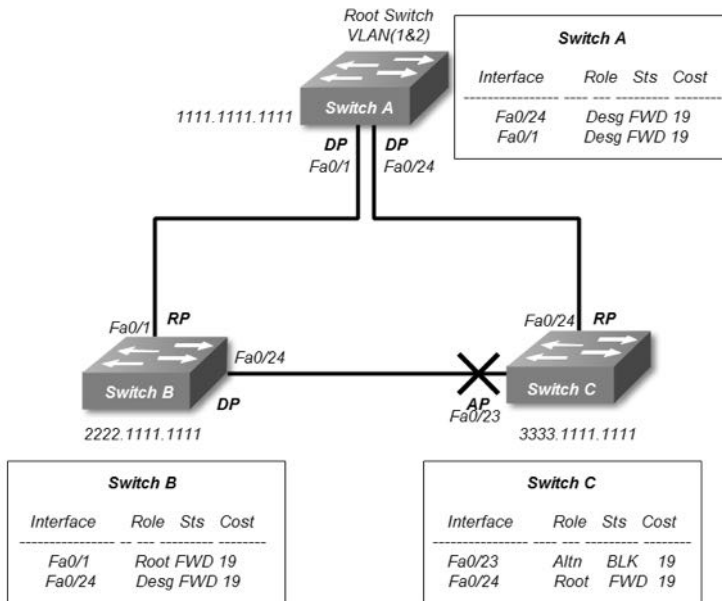 Root Switch
VLAN(1&2)
Switch A
1111.1111.1111
DP
DP
Fa0/1
Fa0/24
Switch A
Interface Role Sts Cost
---------------- ---- --- ----- ---------
Fa0/24 Desg FWD 19
Fa0/1 Desg FWD 19
Fa0/1
RP
Fa0/24
Switch B
DP
2222.1111.1111
Fa0/24
RP
AP
Fa0/23
Switch C
3333.1111.1111
Switch B
Interface Role Sts Cost
---------------- -- --- ------ ----------
Fa0/1 Root FWD 19
Fa0/24 Desg FWD 19
Switch C
Interface Role Sts Cost
---------------- -- --- ------ ----------
Fa0/23 Altn BLK 19
Fa0/24 Root FWD 19